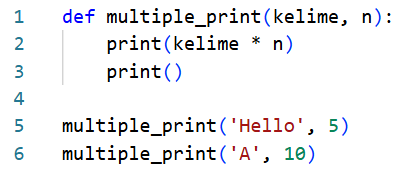 1 def multiple_print(kelime, n):
2     print(kelime * n)
3     print()
4
5 multiple_print('Hello', 5)
6 multiple_print('A', 10)